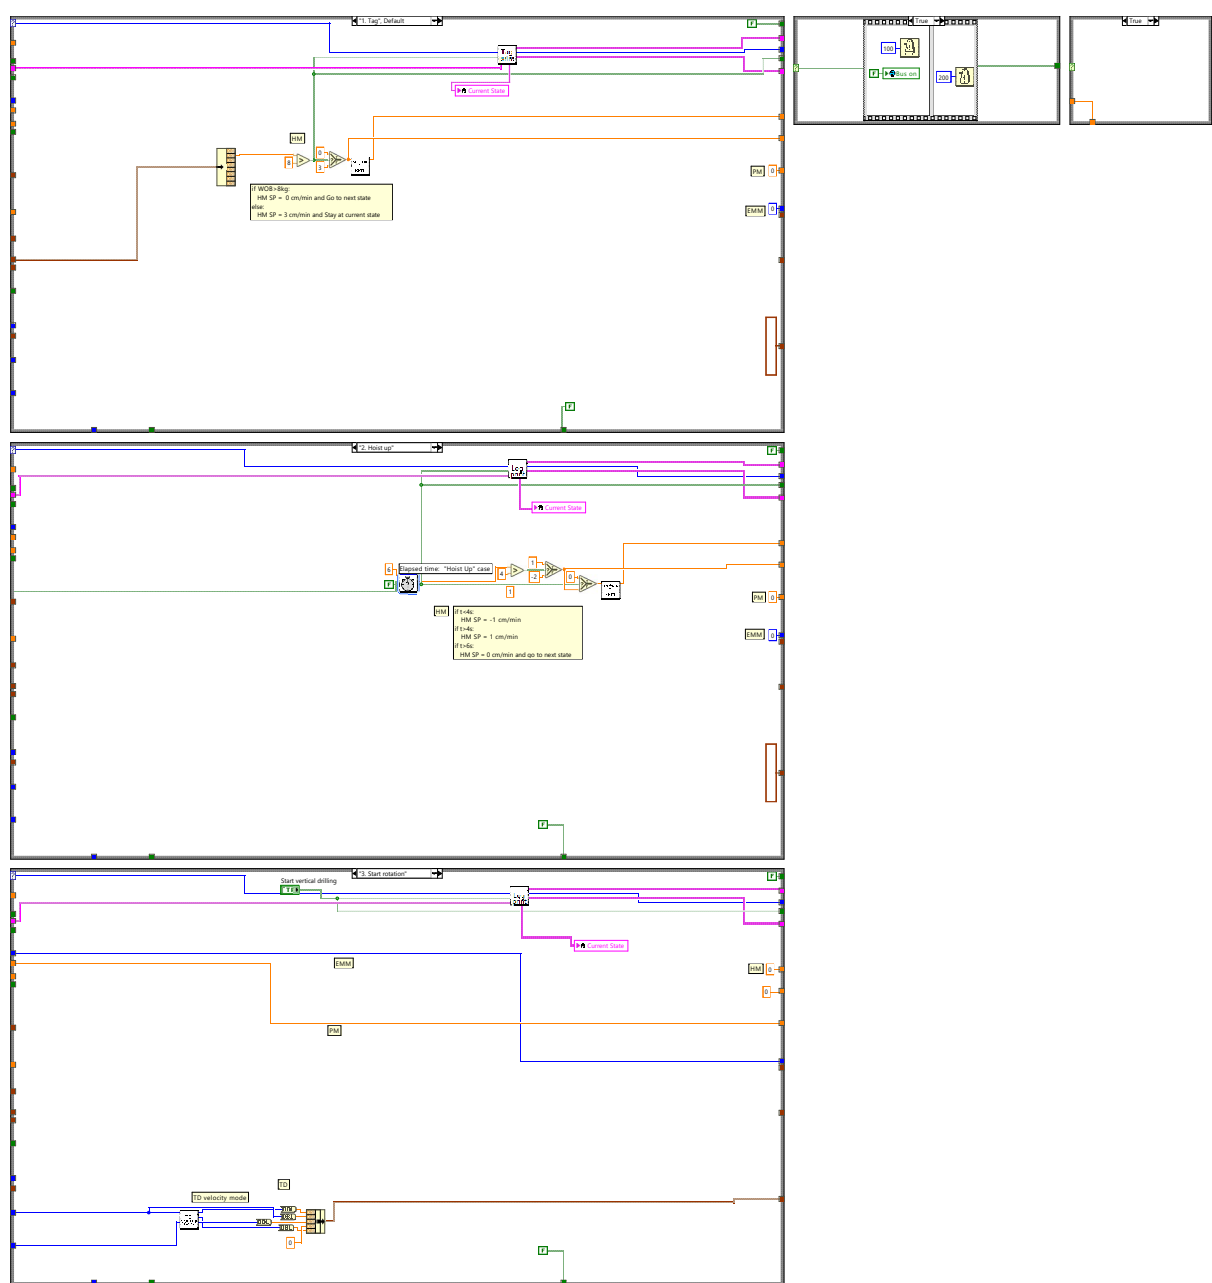 "1. Tag", Default
F
Current State
HM
8
0
3
if WOB>8kg:
HM SP = 0 cm/min and Go to next state
else:
HM SP = 3 cm/min and Stay at current state
PM
0
EMM
0
F
True
100
F
Bus on
200
True
"2. Hoist up"
F
Current State
6
Elapsed time: "Hoist Up" case
F
4
1
-2
0
1
HM
if t<4s:
HM SP = -1 cm/min
if t>4s:
HM SP = 1 cm/min
if t>6s:
HM SP = 0 cm/min and go to next state
PM
0
EMM
0
F
"3. Start rotation"
F
Start vertical drilling
TF
Current State
EMM
HM
0
0
PM
TD
TD velocity mode
0
F